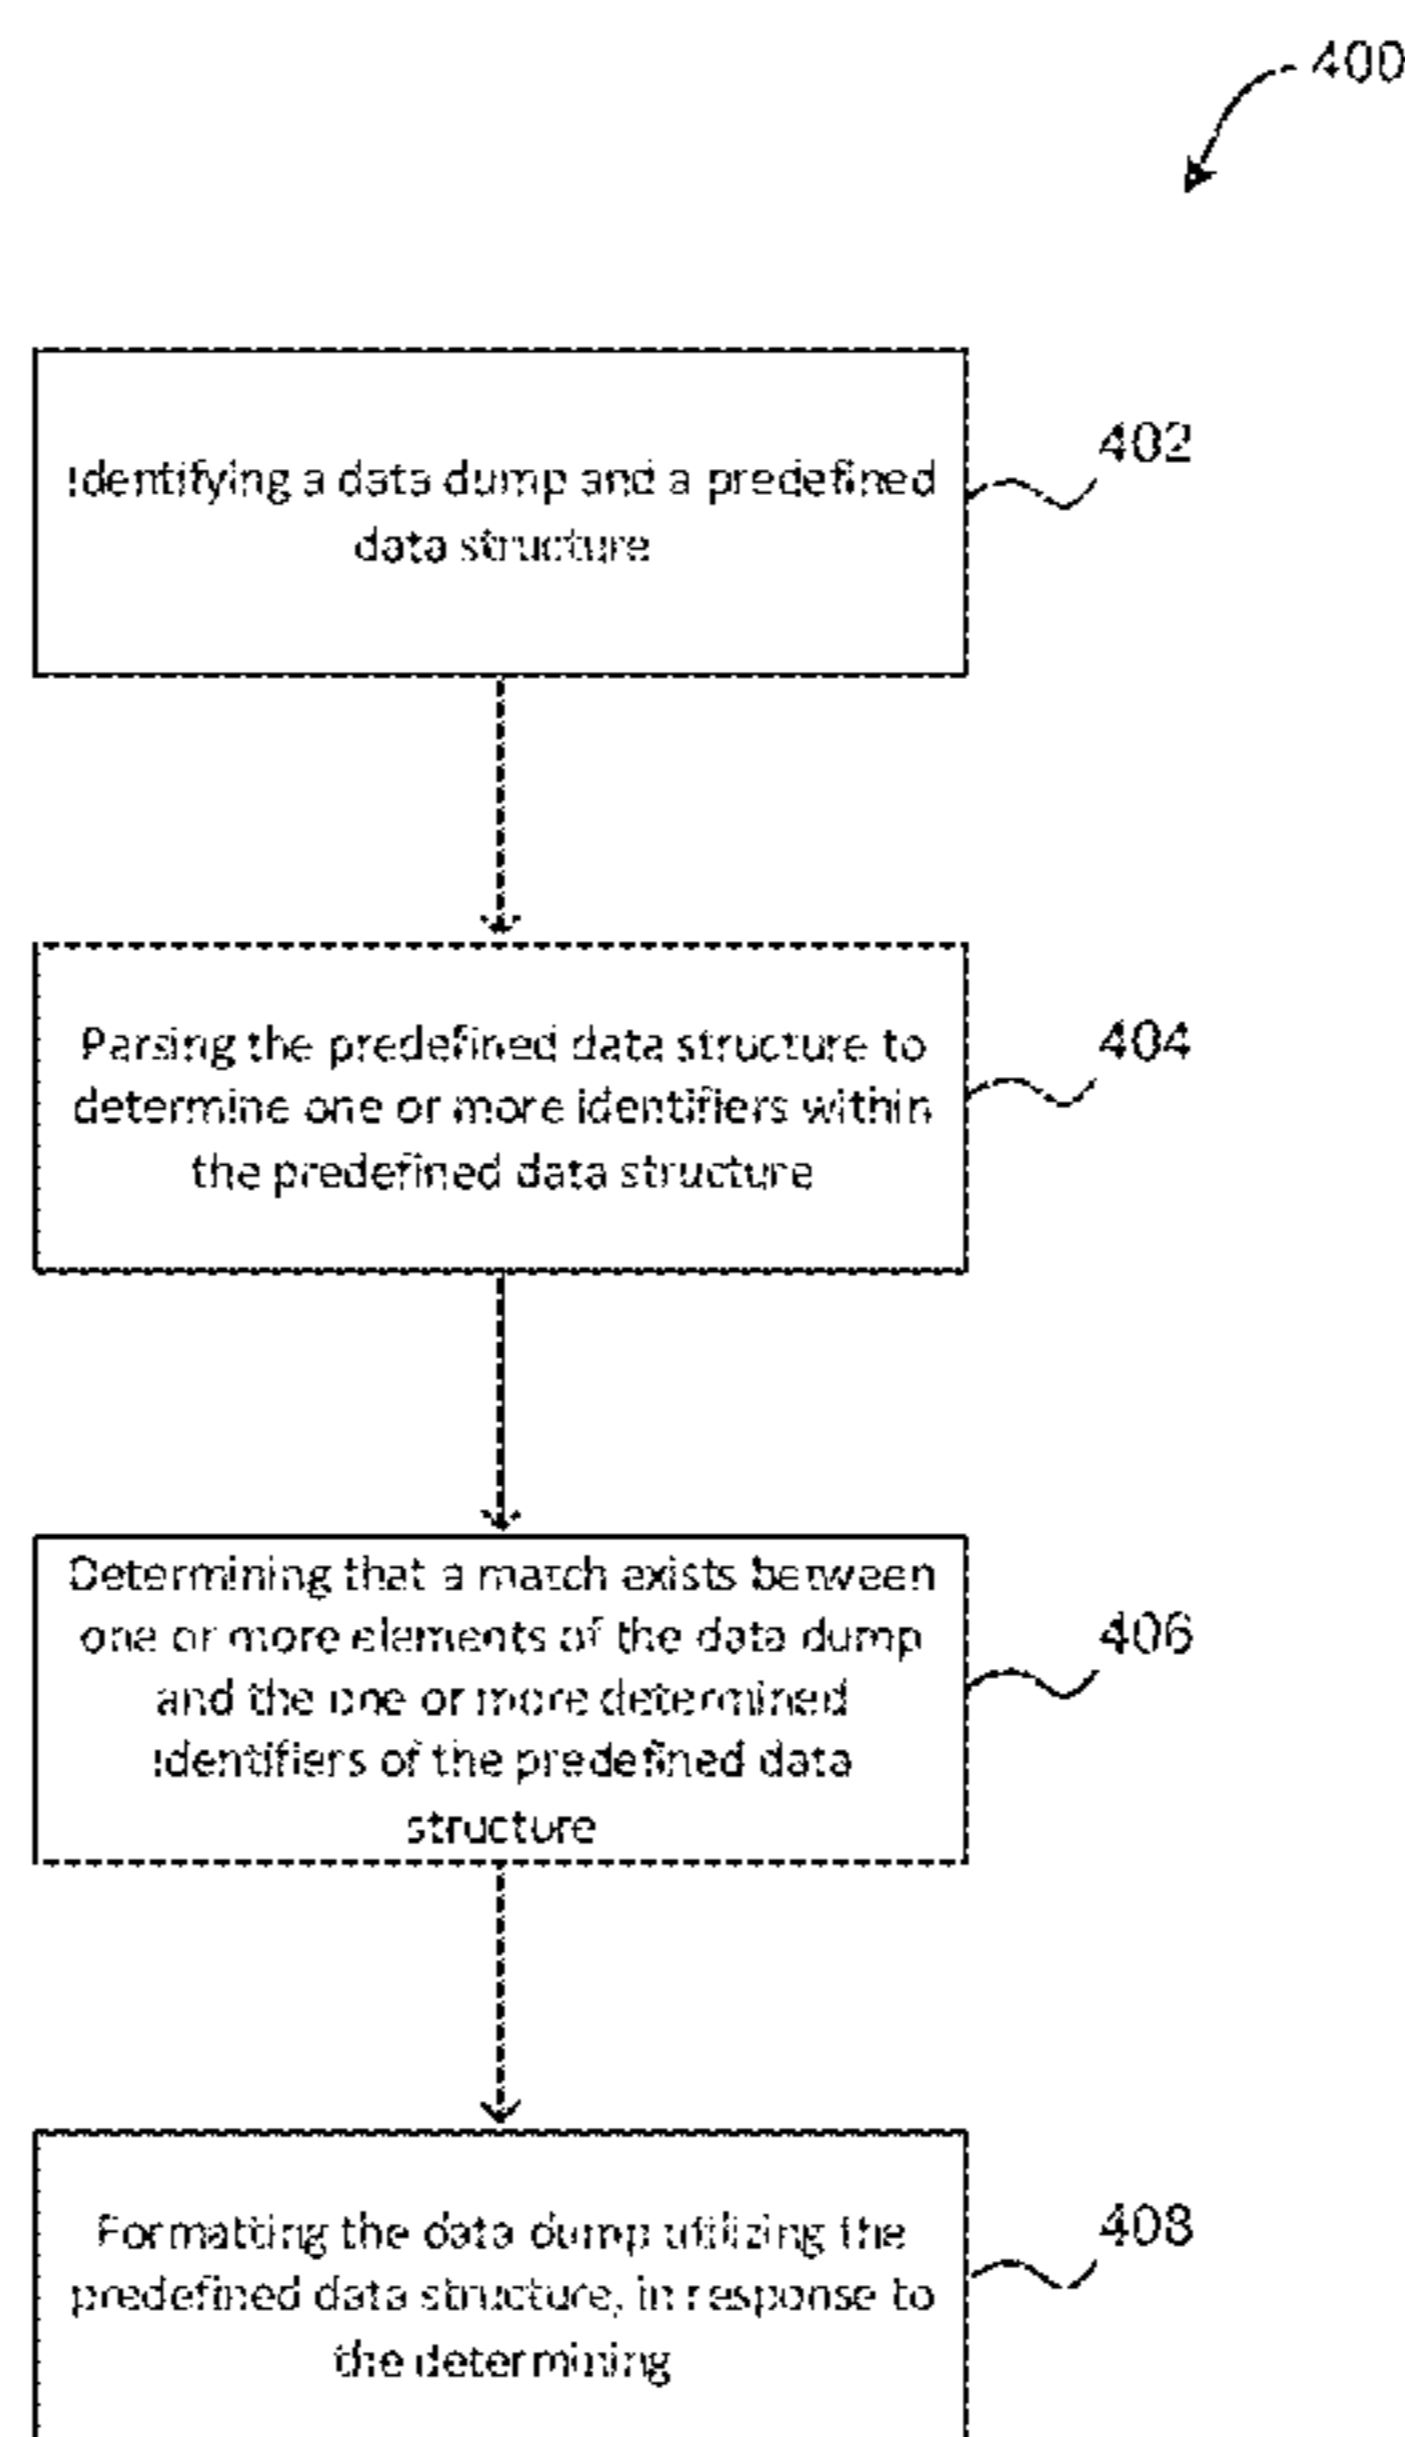 400
Identifying a data dump and a predefined
data structure
402
Parsing the predefined data structure to
determine one or more identifiers within
the predefined data structure
404
Determining that a match exists between
one or more elements of the data dump
and the one or more determined
identifiers of the predefined data
structure
406
Formatting the data dump utilizing the
predefined data structure, in response to
the determining
408